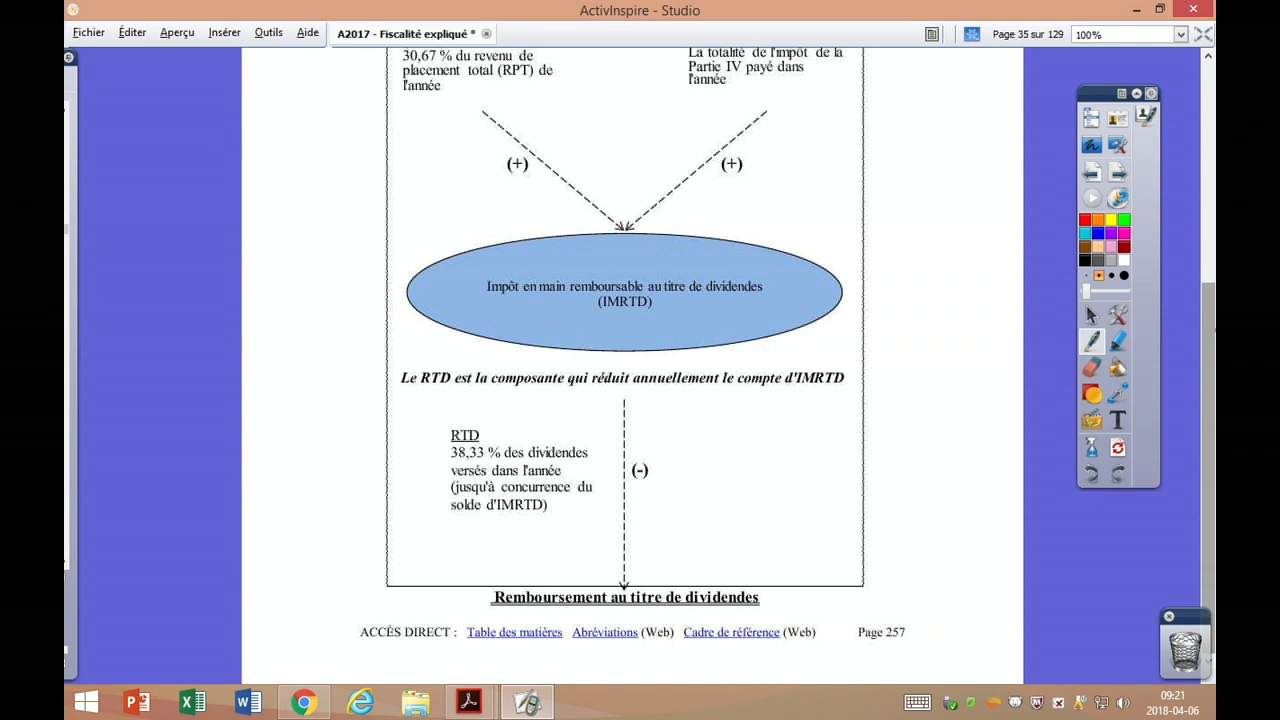 ActivInspire - Studio
Fichier Éditer Aperçu Insérer Outils Aide
A2017 - Fiscalité expliqué *
Page 35 sur 129
100%
30,67 % du revenu de
placement total (RPT) de
l'année
La totalité de l'impôt de la
Partie IV payé dans
l'année
(+)
(+)
Impôt en main remboursable au titre de dividendes
(IMRTD)
Le RTD est la composante qui réduit annuellement le compte d'IMRTD
RTD
38,33 % des dividendes
versés dans l'année
(jusqu'à concurrence du
solde d'IMRTD)
(-)
Remboursement au titre de dividendes
ACCÈS DIRECT : Table des matières Abréviations (Web) Cadre de référence (Web) Page 257
09:21
2018-04-06